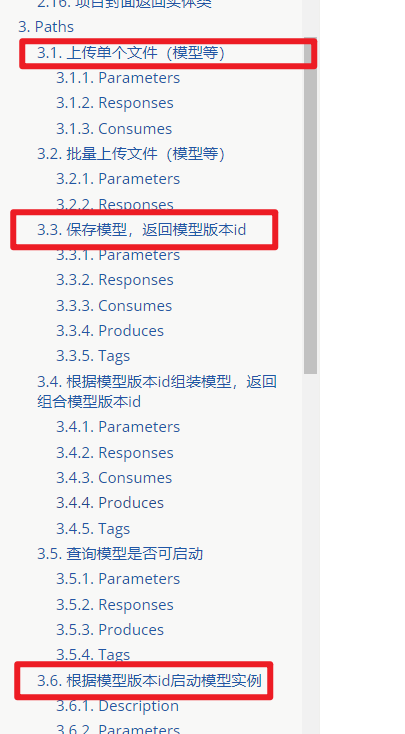 2.16. 项目封面返回实体类
3. Paths
3.1. 上传单个文件（模型等）
3.1.1. Parameters
3.1.2. Responses
3.1.3. Consumes
3.2. 批量上传文件（模型等）
3.2.1. Parameters
3.2.2. Responses
3.3. 保存模型，返回模型版本id
3.3.1. Parameters
3.3.2. Responses
3.3.3. Consumes
3.3.4. Produces
3.3.5. Tags
3.4. 根据模型版本id组装模型，返回
组合模型版本id
3.4.1. Parameters
3.4.2. Responses
3.4.3. Consumes
3.4.4. Produces
3.4.5. Tags
3.5. 查询模型是否可启动
3.5.1. Parameters
3.5.2. Responses
3.5.3. Produces
3.5.4. Tags
3.6. 根据模型版本id启动模型实例
3.6.1. Description
3.6.2. Parameters